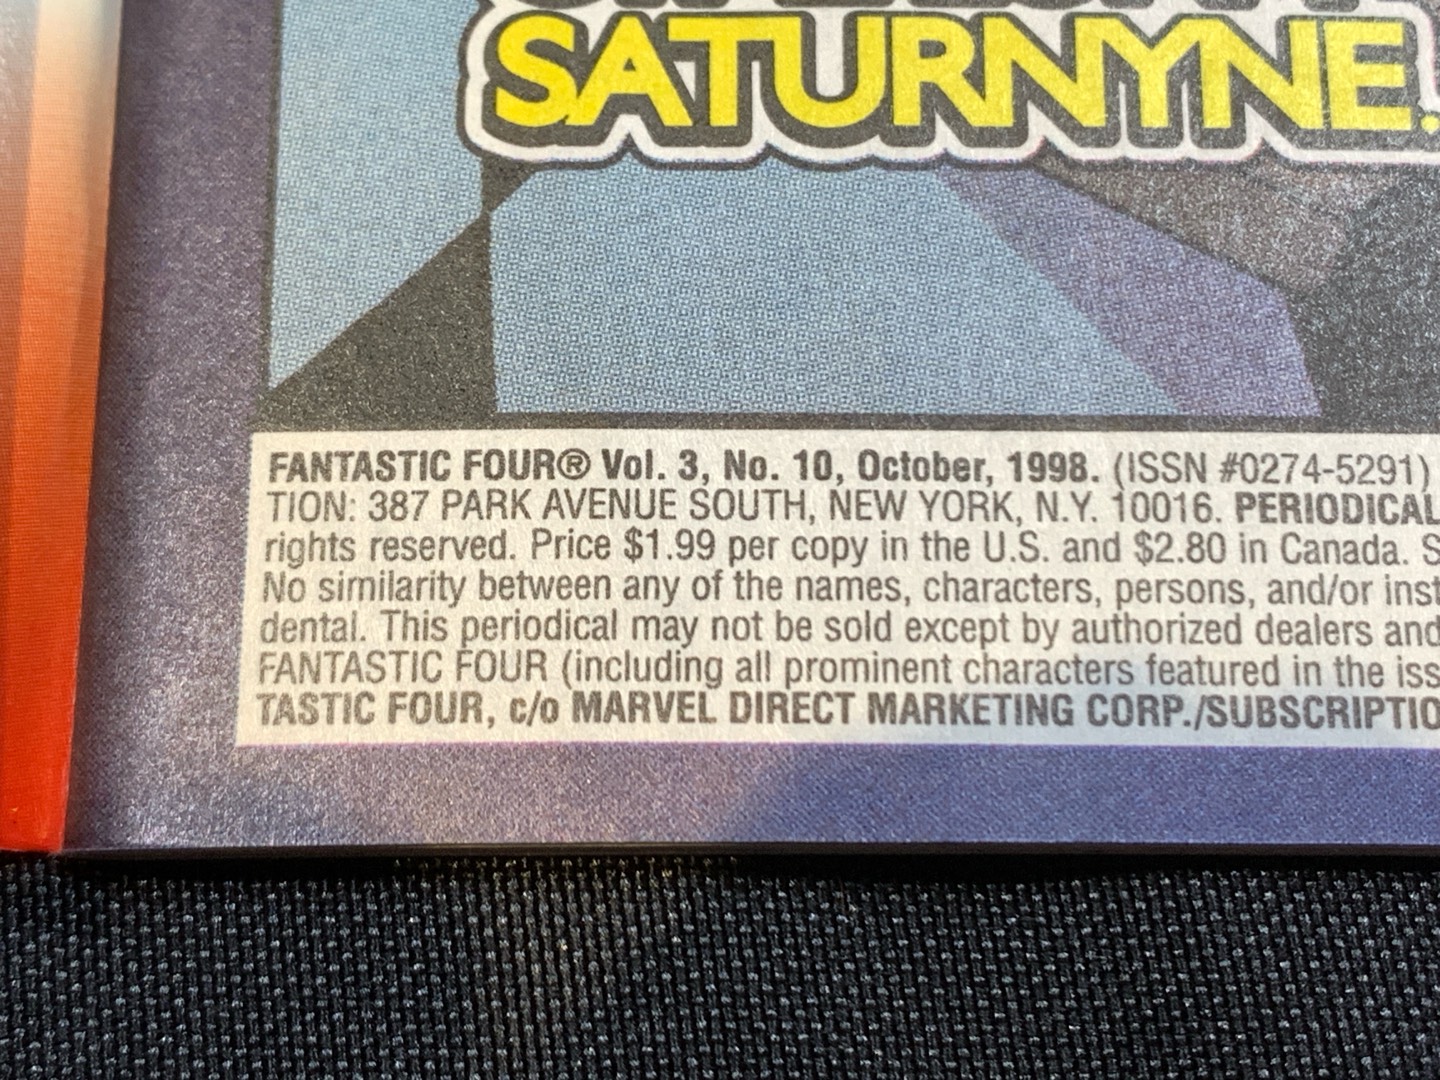 SATURNYNE.
FANTASTIC FOUR® Vol. 3, No. 10, October, 1998. (ISSN #0274-5291)
TION: 387 PARK AVENUE SOUTH, NEW YORK, N.Y. 10016. PERIODICAL
rights reserved. Price $1.99 per copy in the U.S. and $2.80 in Canada. S
No similarity between any of the names, characters, persons, and/or inst
dental. This periodical may not be sold except by authorized dealers and
FANTASTIC FOUR (including all prominent characters featured in the iss
TASTIC FOUR, c/o MARVEL DIRECT MARKETING CORP./SUBSCRIPTIO